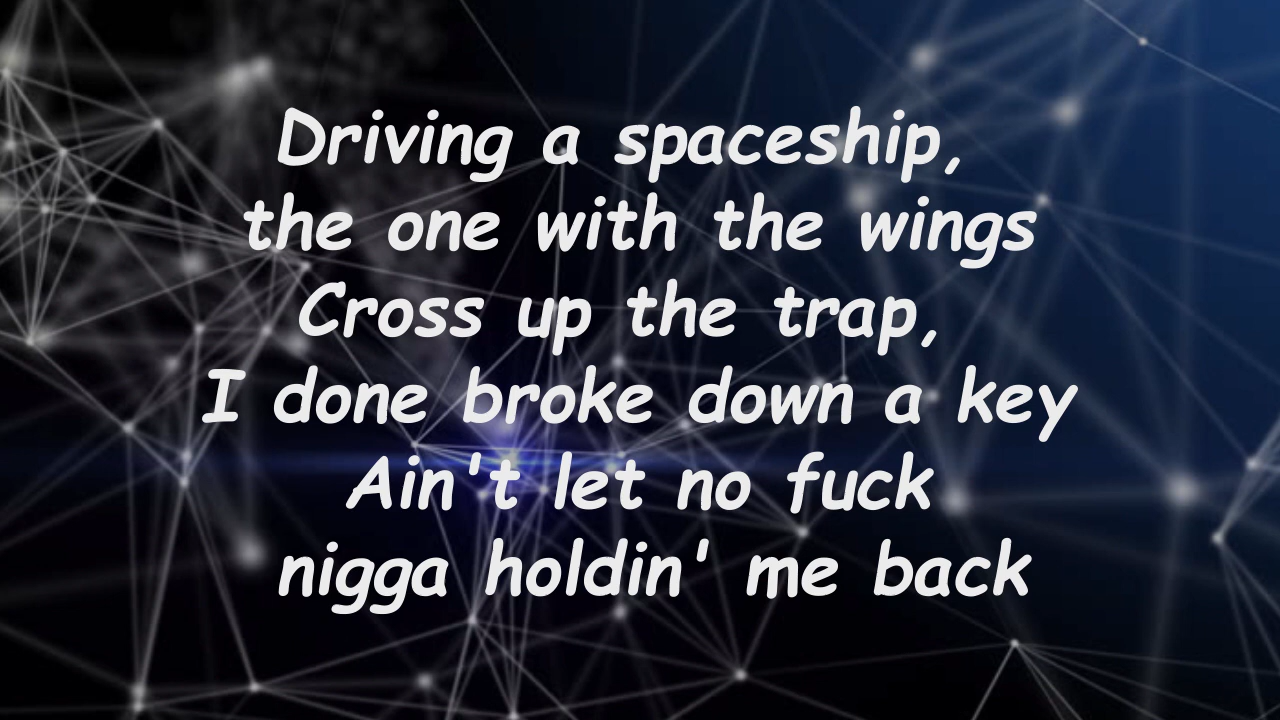 Driving a spaceship,
the one with the wings
Cross up the trap,
I done broke down a key
Ain't let no fuck
nigga holdin' me back